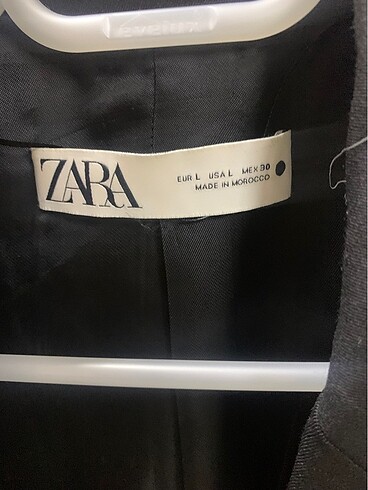 ZARA
EUR L USA L MEX 30
MADE IN MOROCCO